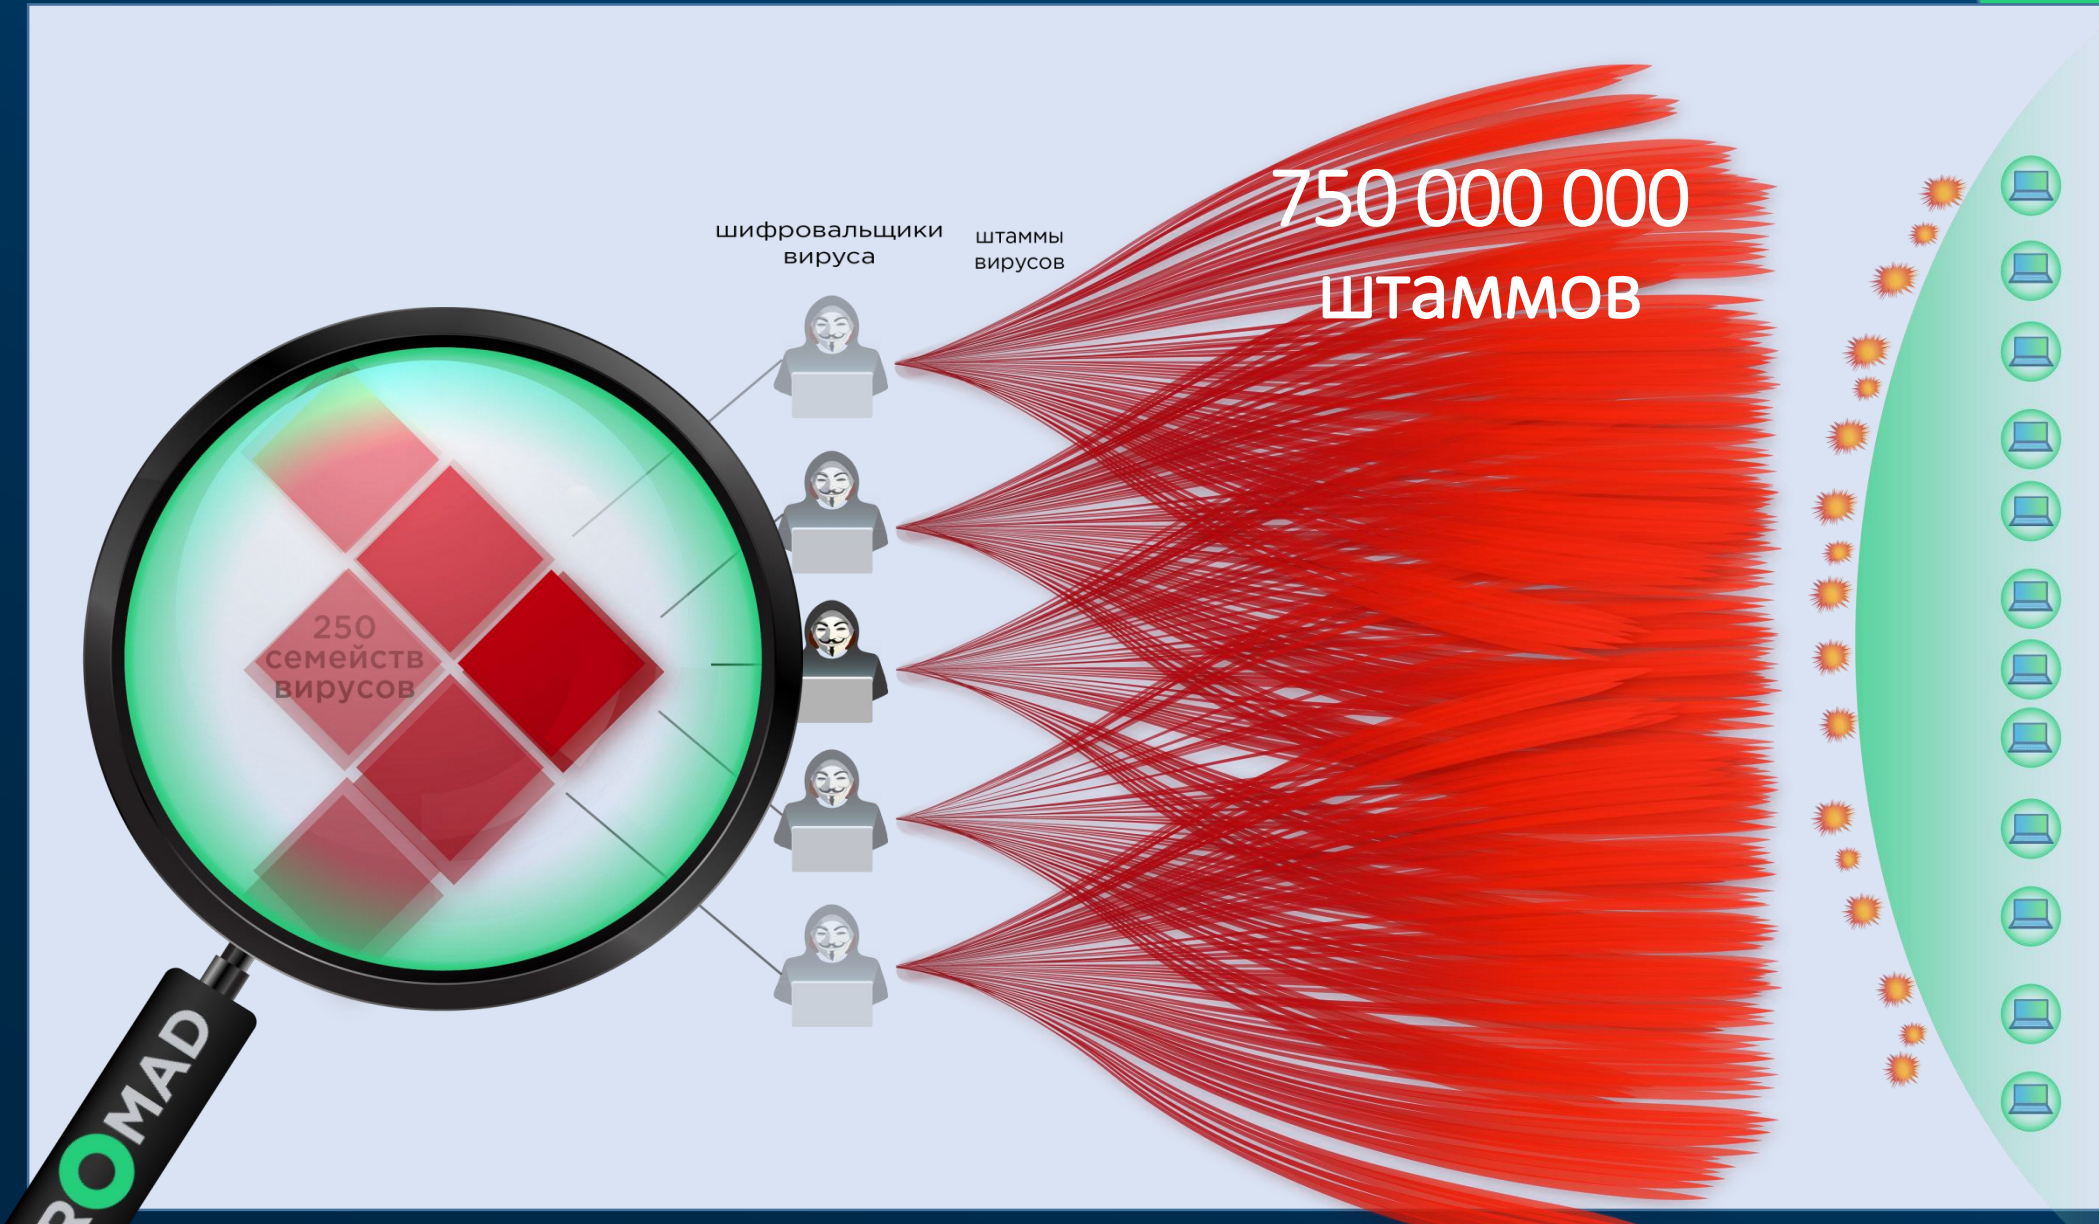 750 000 000
штаммов
шифровальщики
вируса
штаммы
вирусов
250
семейств
вирусов
ROMAD